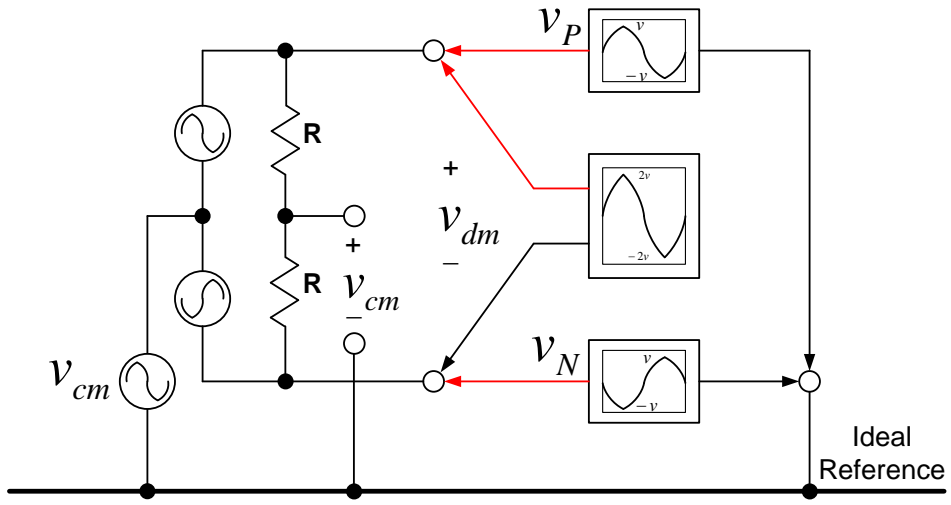 v_P
v
−v
R
+
2v
v_dm
−2v
−
+
R
v_cm
−
v_N
v
−v
v_cm
Ideal
Reference